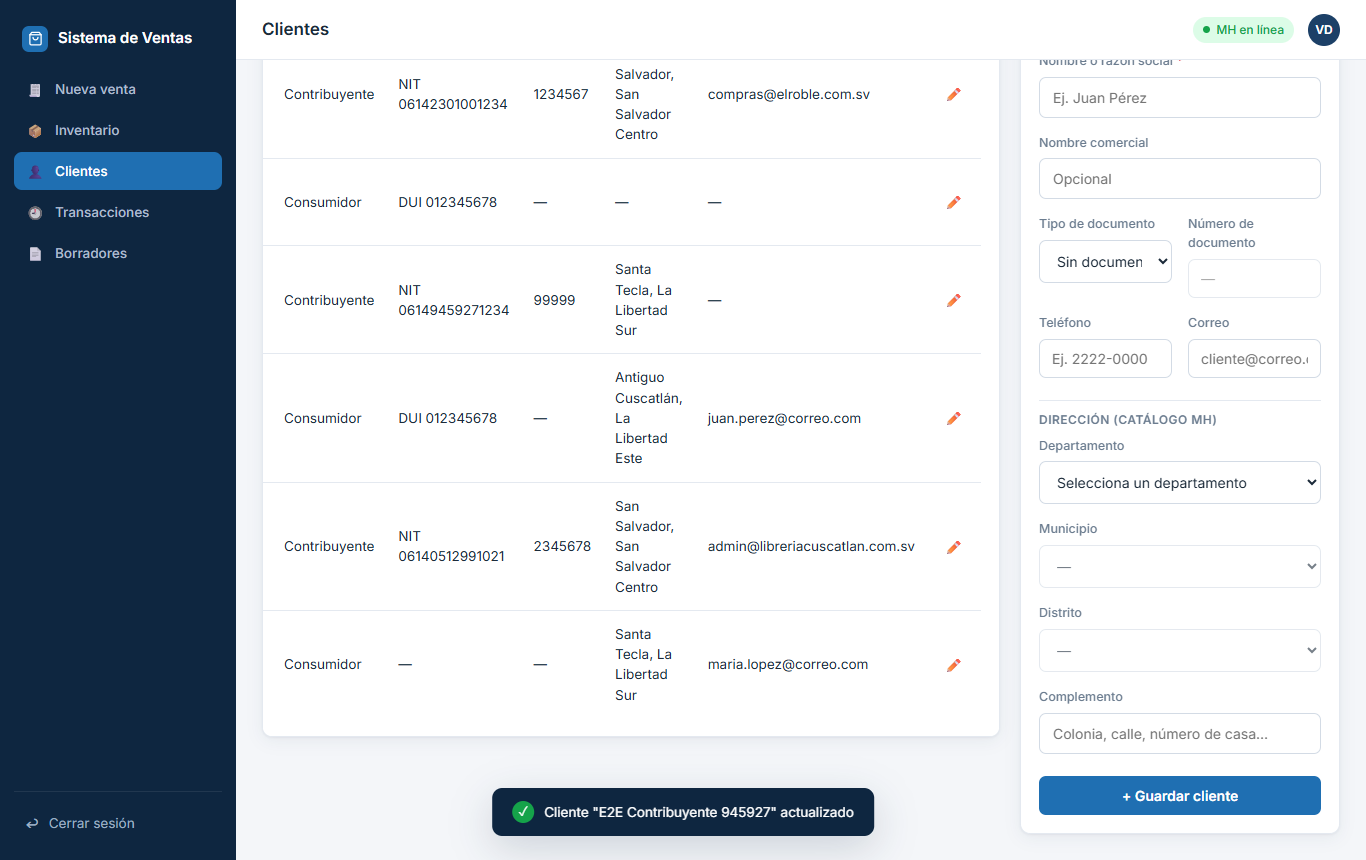 Sistema de Ventas
Nueva venta
Inventario
Clientes
Transacciones
Borradores
Cerrar sesión
Clientes
MH en línea
VD
Contribuyente
NIT
06142301001234
1234567
Salvador,
San
Salvador
Centro
compras@elroble.com.sv
Consumidor
DUI 012345678
—
—
—
Contribuyente
NIT
06149459271234
99999
Santa
Tecla, La
Libertad
Sur
—
Consumidor
DUI 012345678
—
Antiguo
Cuscatlán,
La
Libertad
Este
juan.perez@correo.com
Contribuyente
NIT
06140512991021
2345678
San
Salvador,
San
Salvador
Centro
admin@libreriacuscatlan.com.sv
Consumidor
—
—
Santa
Tecla, La
Libertad
Sur
maria.lopez@correo.com
Nombre o razón social *
Ej. Juan Pérez
Nombre comercial
Opcional
Tipo de documento
Sin documen
Número de
documento
—
Teléfono
Ej. 2222-0000
Correo
cliente@correo.
DIRECCIÓN (CATÁLOGO MH)
Departamento
Selecciona un departamento
Municipio
—
Distrito
—
Complemento
Colonia, calle, número de casa...
+ Guardar cliente
Cliente "E2E Contribuyente 945927" actualizado